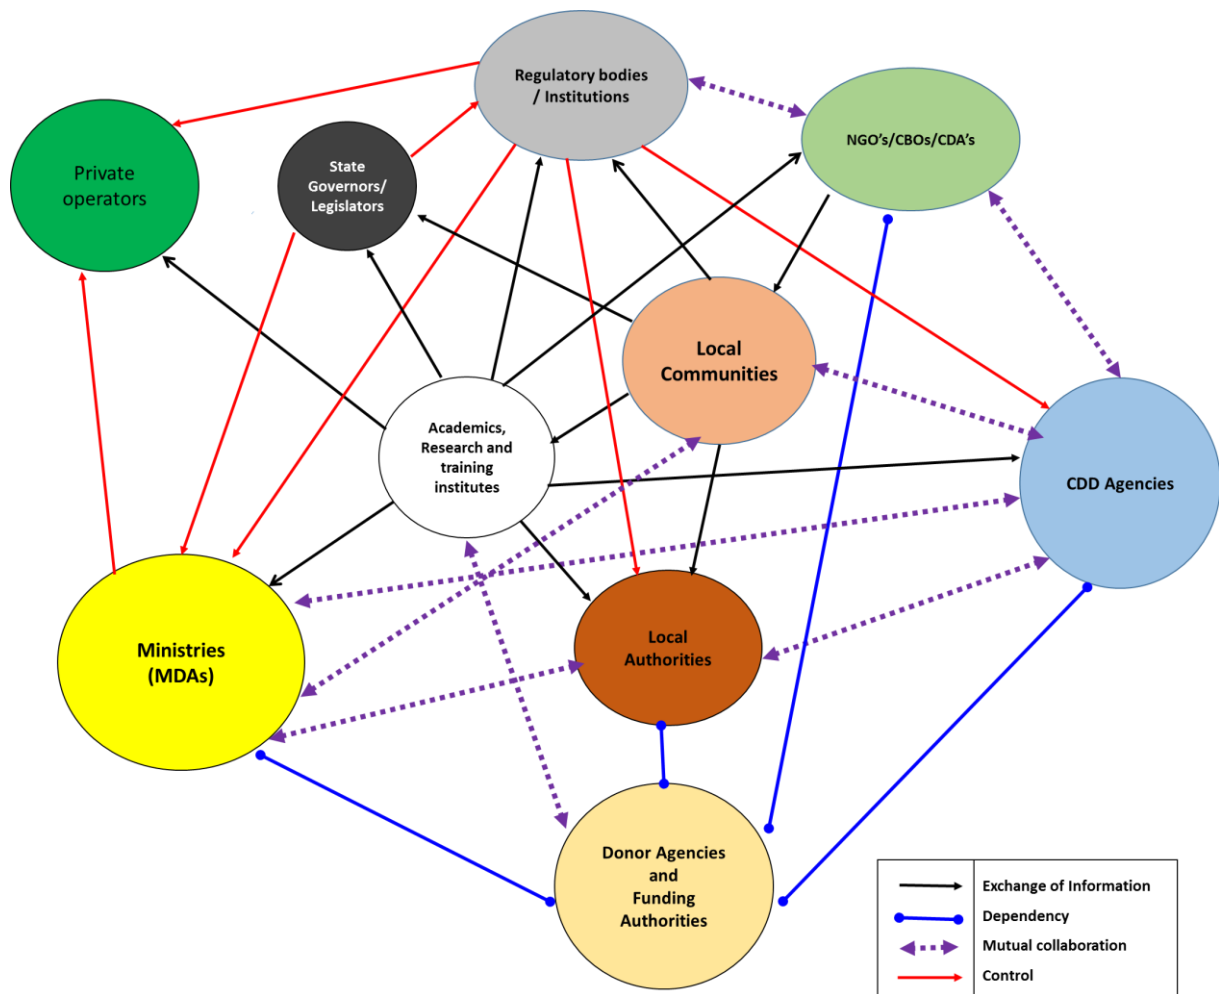 Regulatory bodies
/ Institutions
NGO's/CBOs/CDA's
Private
operators
State
Governors/
Legislators
Local
Communities
Academics,
Research and
training
institutes
CDD Agencies
Ministries
(MDAs)
Local
Authorities
Donor Agencies
and
Funding
Authorities
Exchange of Information
Dependency
Mutual collaboration
Control